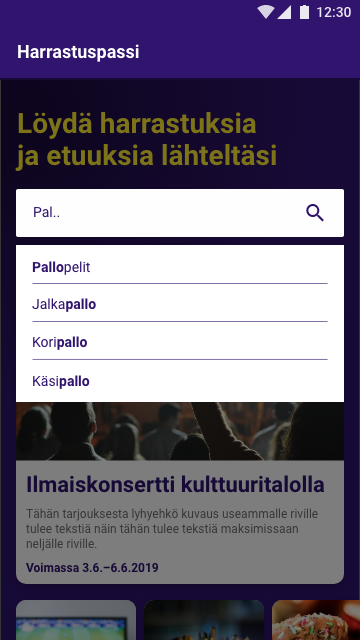 12:30
Harrastuspassi
Löydä harrastuksia
ja etuuksia lähteltäsi
Pal..
Pallopelit
Jalkapallo
Koripallo
Käsipallo
Ilmaiskonsertti kulttuuritalolla
Tähän tarjouksesta lyhyehkö kuvaus useammalle riville
tulee tekstiä näin tähän tulee tekstiä maksimissaan
neljälle riville.
Voimassa 3.6.–6.6.2019